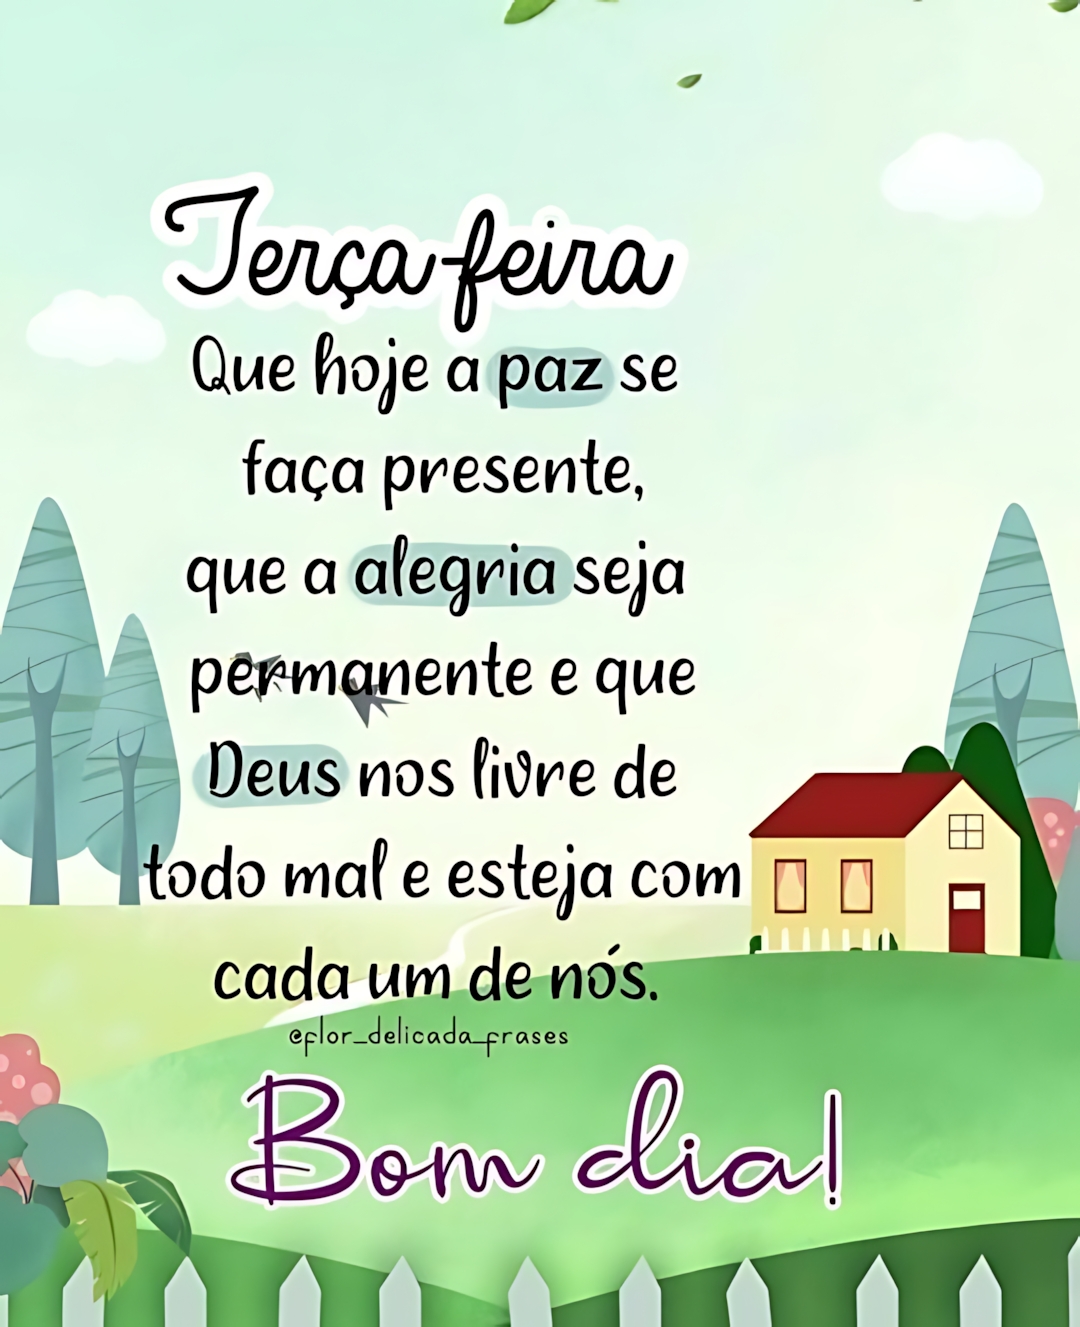 Terça-feira
Que hoje a paz se
faça presente,
que a alegria seja
permanente e que
Deus nos livre de
todo mal e esteja com
cada um de nós.
@flor_delicada_frases
Bom dia!